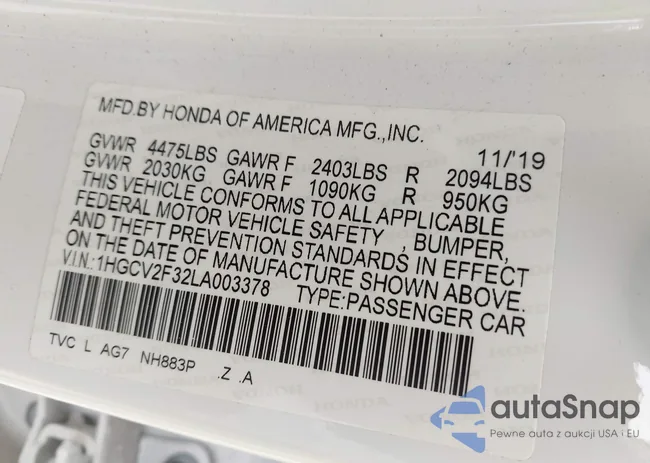 MFD.BY HONDA OF AMERICA MFG.,INC.
11/'19
GVWR 4475LBS GAWR F 2403LBS R 2094LBS
GVWR 2030KG GAWR F 1090KG R 950KG
THIS VEHICLE CONFORMS TO ALL APPLICABLE
FEDERAL MOTOR VEHICLE SAFETY , BUMPER,
AND THEFT PREVENTION STANDARDS IN EFFECT
ON THE DATE OF MANUFACTURE SHOWN ABOVE.
V.I.N.:1HGCV2F32LA003378 TYPE:PASSENGER CAR
TVC L AG7 NH883P .Z .A
autaSnap
Pewne auta z aukcji USA i EU